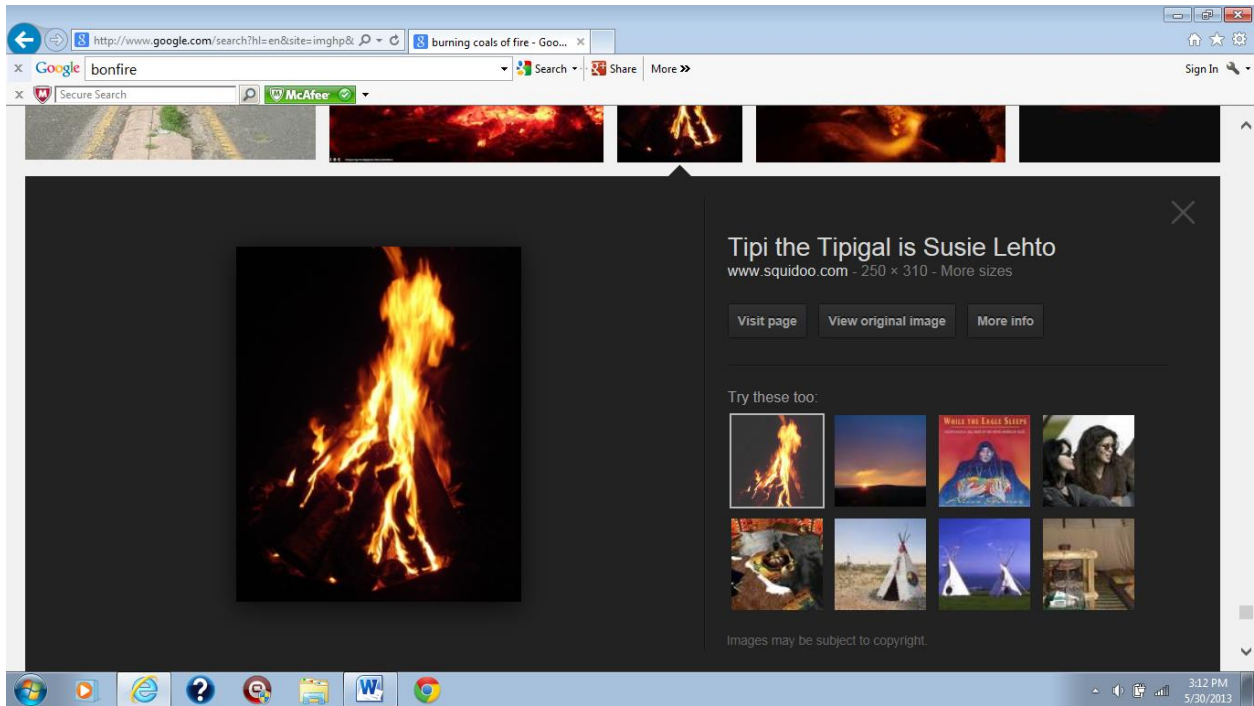 http://www.google.com/search?hl=en&site=imghp&
burning coals of fire - Goo...
Google bonfire Search Share More »
Sign In
Secure Search McAfee
Tipi the Tipigal is Susie Lehto
www.squidoo.com - 250 × 310 - More sizes
Visit page View original image More info
Try these too:
WHILE THE EAGLE SLEEPS
Images may be subject to copyright.
3:12 PM
5/30/2013